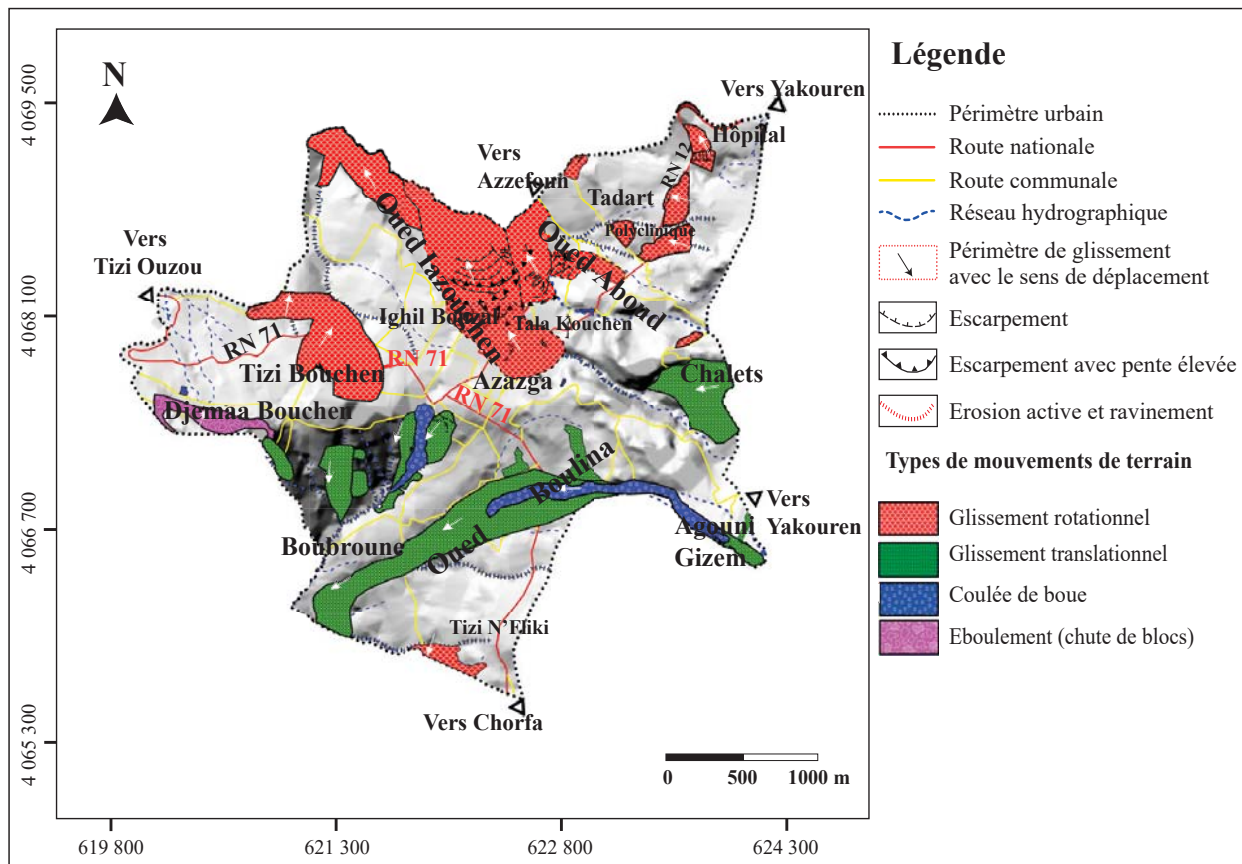 N
4 069 500
4 068 100
4 066 700
4 065 300
619 800
621 300
622 800
624 300
Vers Yakouren
Hôpital
RN 12
Vers
Azzefoun
Tadart
Polyclinique
Oued Aboud
Oued Iazoughen
Vers
Tizi Ouzou
Ighil Bouzal
Tala Kouchen
RN 71
RN 71
RN 71
Tizi Bouchen
Azazga
Chalets
Djemaa Bouchen
Oued Boulina
Vers
Yakouren
Agouni
Gizem
Boubroune
Tizi N'Fliki
Vers Chorfa
0 500 1000 m
Légende
Périmètre urbain
Route nationale
Route communale
Réseau hydrographique
Périmètre de glissement
avec le sens de déplacement
Escarpement
Escarpement avec pente élevée
Erosion active et ravinement
Types de mouvements de terrain
Glissement rotationnel
Glissement translationnel
Coulée de boue
Eboulement (chute de blocs)